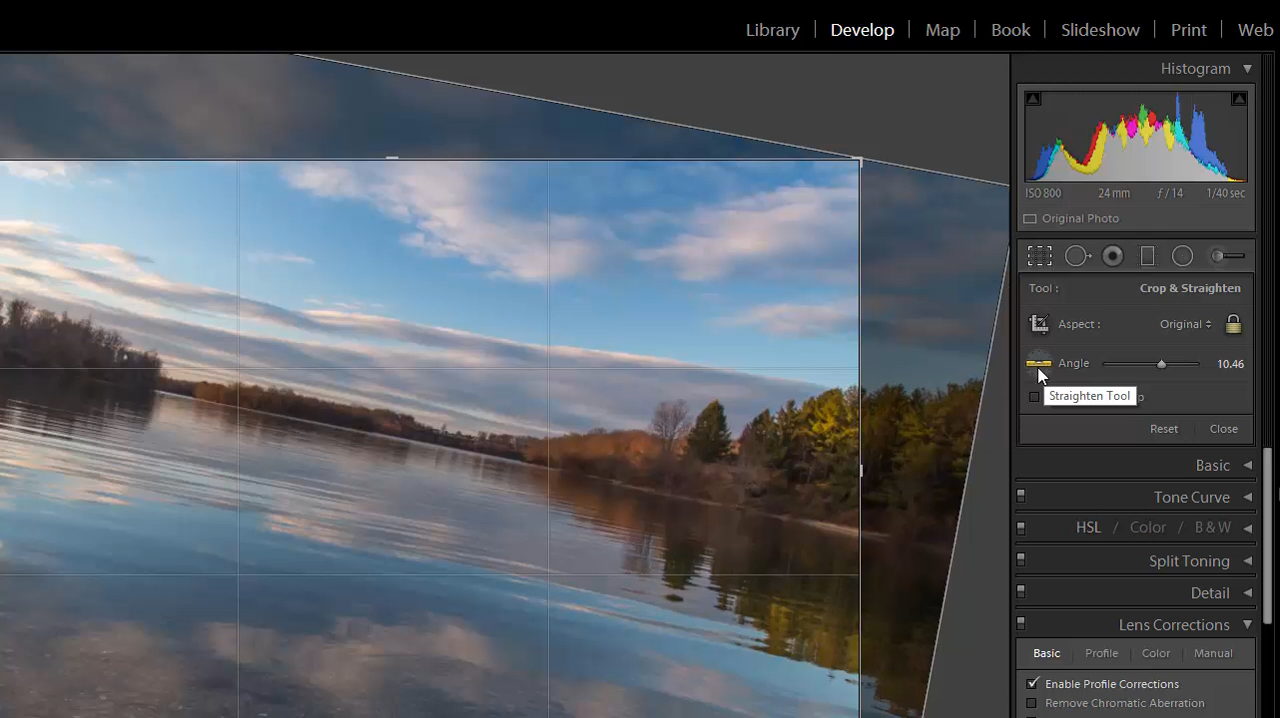 Library | Develop | Map | Book | Slideshow | Print | Web
Histogram
ISO 800 24 mm ƒ / 14 1/40 sec
Original Photo
Tool : Crop & Straighten
Aspect : Original
Angle 10.46
Straighten Tool
Reset Close
Basic
Tone Curve
HSL / Color / B & W
Split Toning
Detail
Lens Corrections
Basic Profile Color Manual
Enable Profile Corrections
Remove Chromatic Aberration